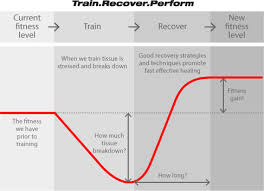 Train.Recover.Perform
Current
fitness
level
Train
Recover
New
fitness
level
When we train tissue is
stressed and breaks down
Good recovery strategies
and techniques promote
fast effective healing
Fitness
gain!
The fitness
we have
prior to
training
How much
tissue
breakdown?
How long?